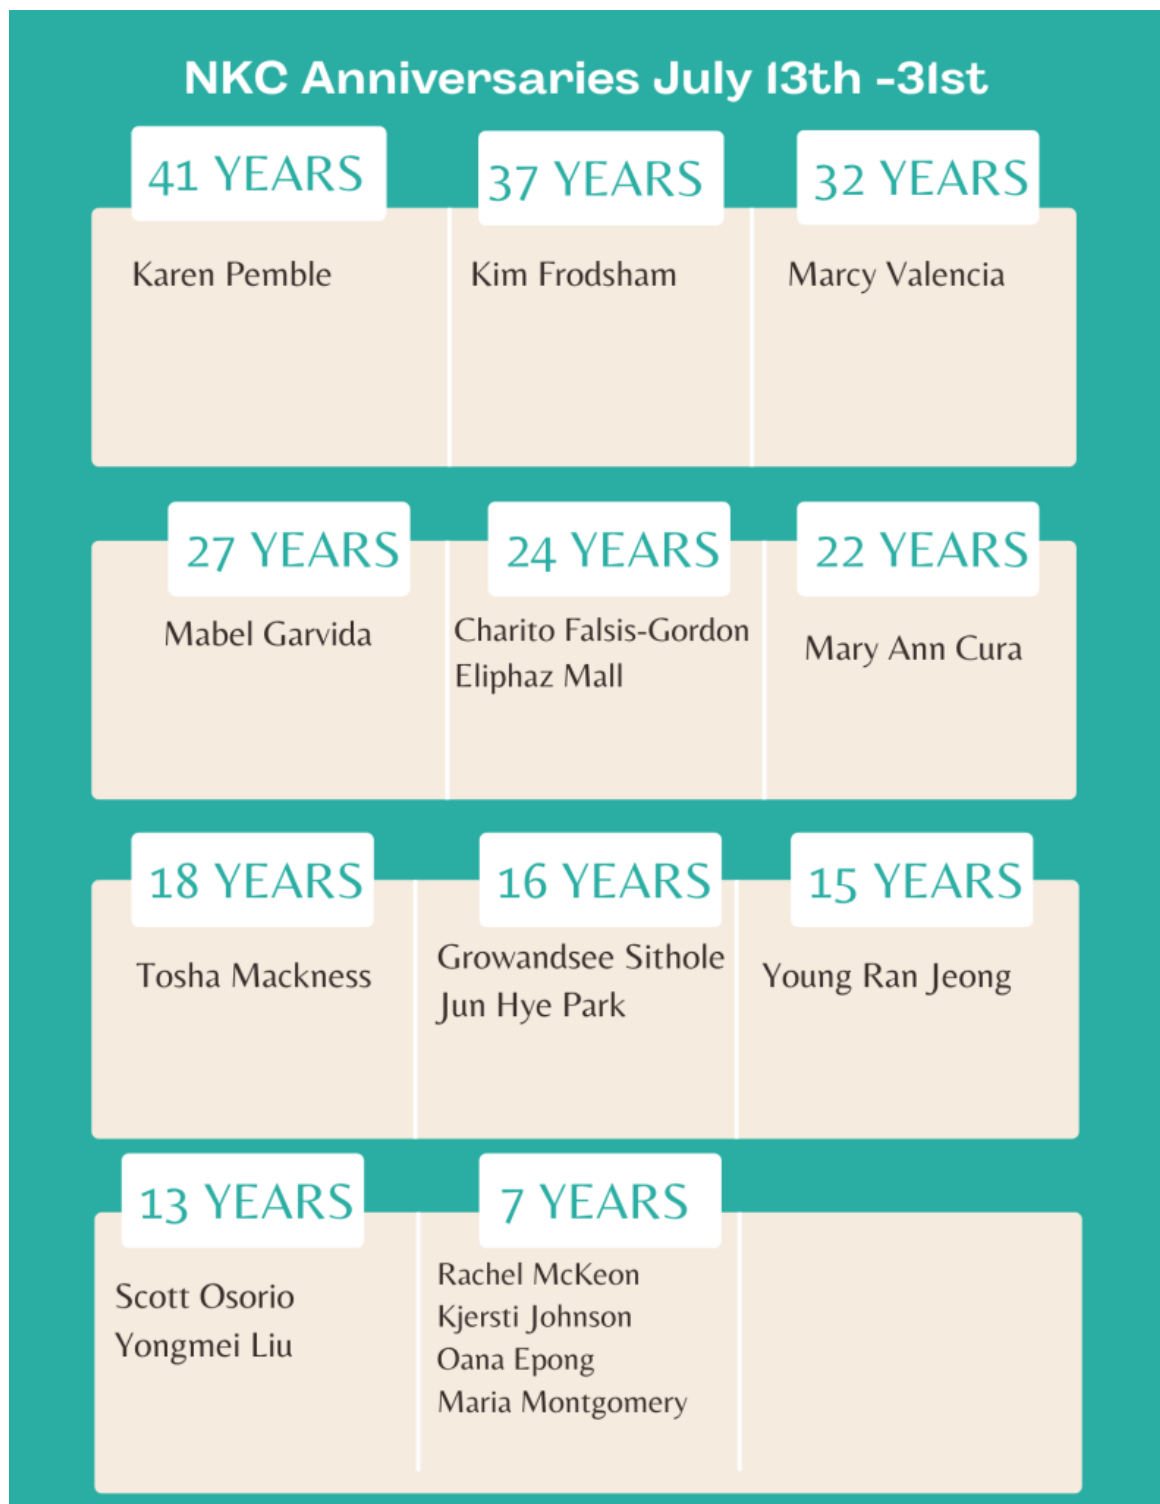 NKC Anniversaries July 13th -31st
41 YEARS
37 YEARS
32 YEARS
Karen Pemble
Kim Frodsham
Marcy Valencia
27 YEARS
24 YEARS
22 YEARS
Mabel Garvida
Charito Falsis-Gordon
Eliphaz Mall
Mary Ann Cura
18 YEARS
16 YEARS
15 YEARS
Tosha Mackness
Growandsee Sithole
Jun Hye Park
Young Ran Jeong
13 YEARS
7 YEARS
Scott Osorio
Yongmei Liu
Rachel McKeon
Kjersti Johnson
Oana Epong
Maria Montgomery